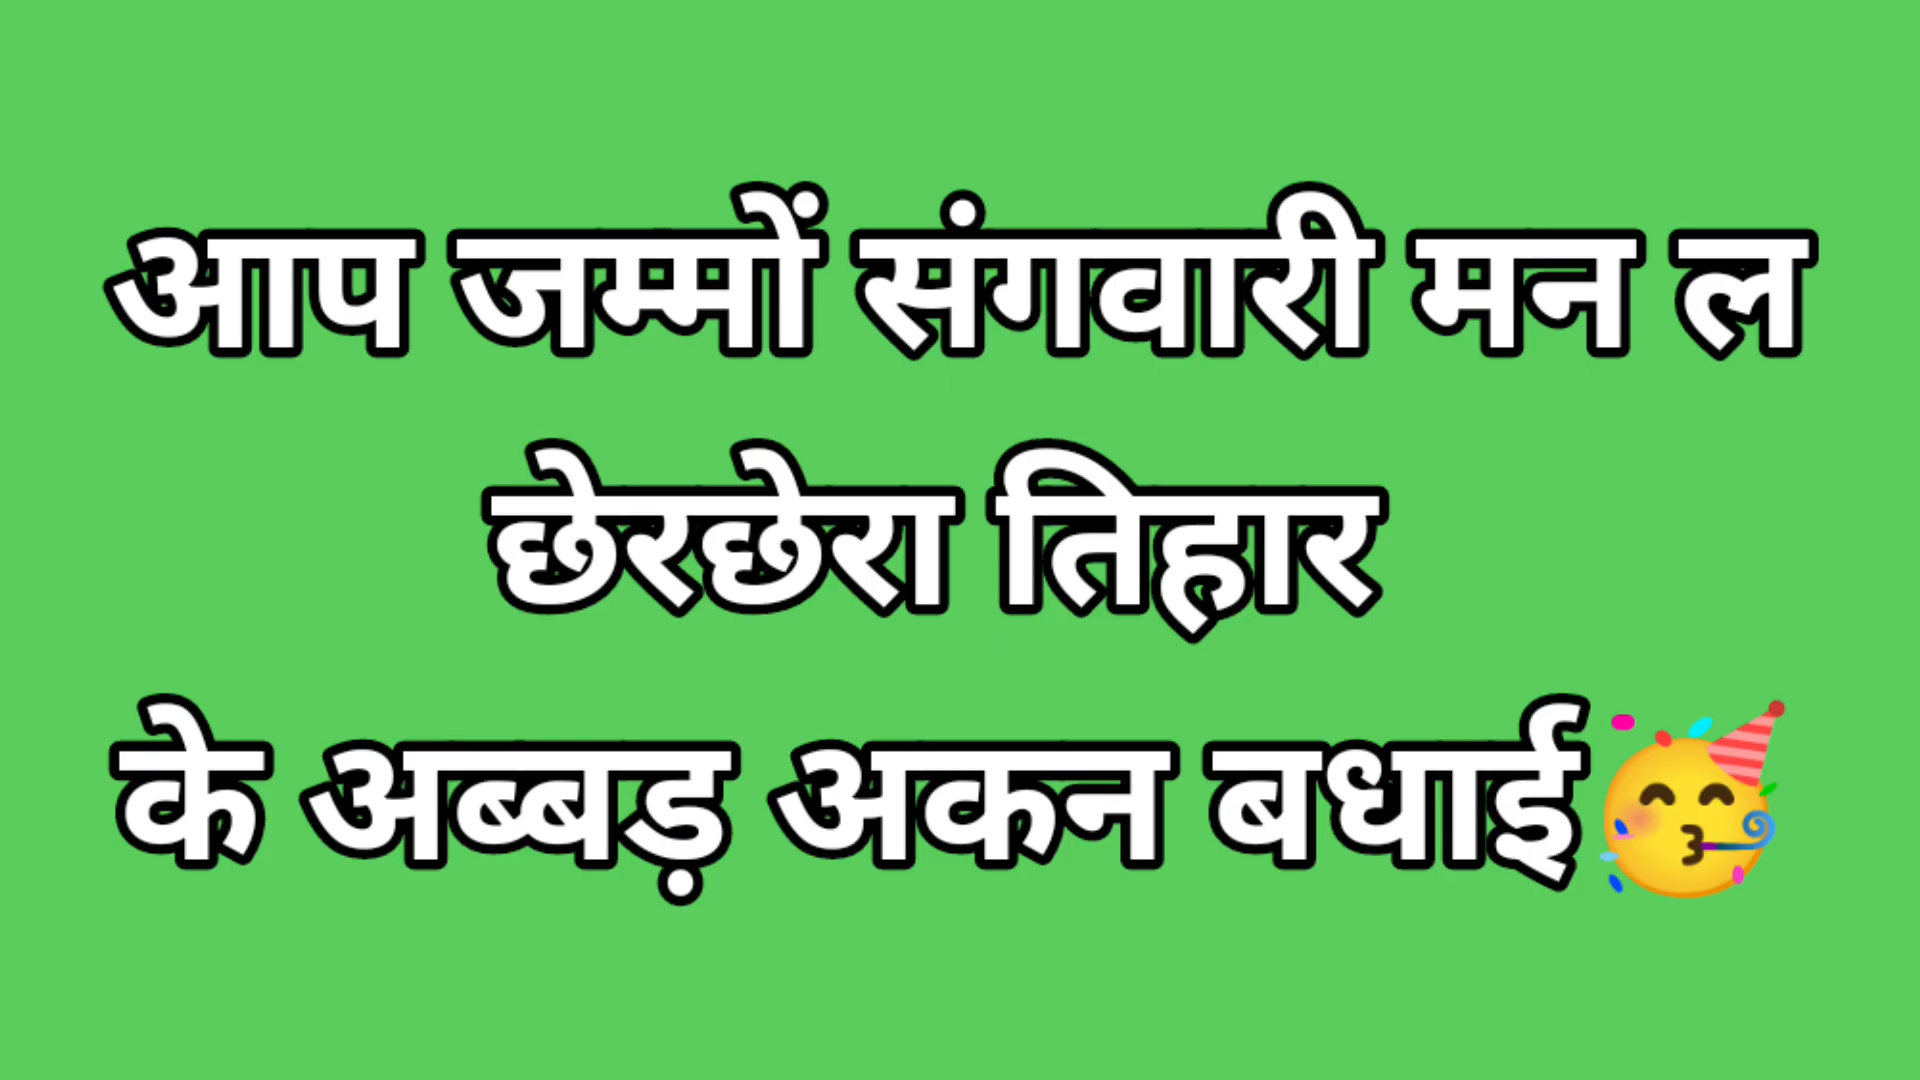 आप जम्मों संगवारी मन ल
छेरछेरा तिहार
के अब्बड़ अकन बधाई🥳